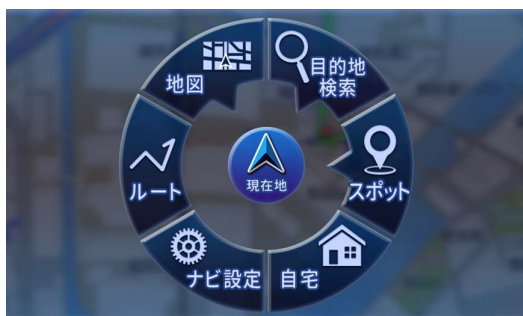 地図
目的地
検索
ルート
現在地
スポット
ナビ設定
自宅